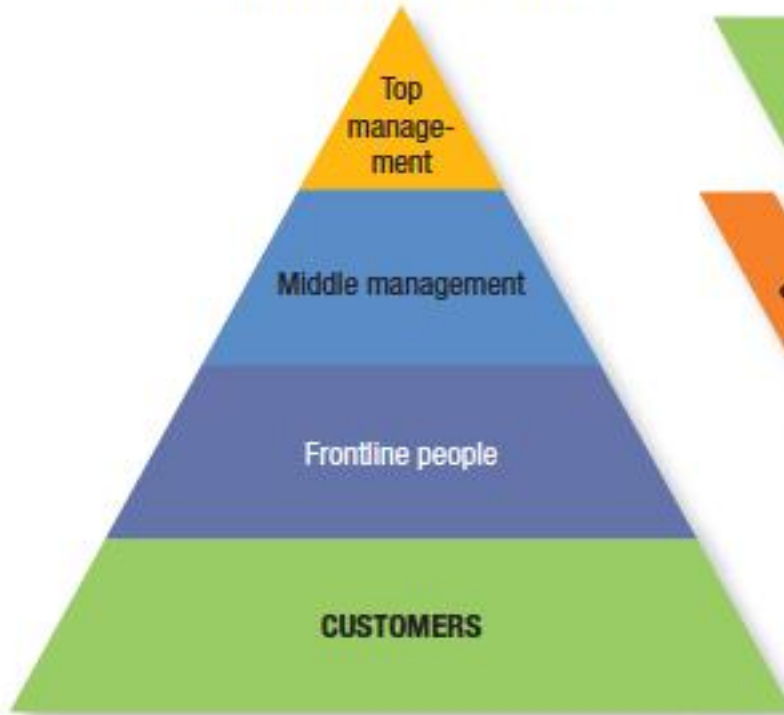 Top
manage-
ment
Middle management
Frontline people
CUSTOMERS